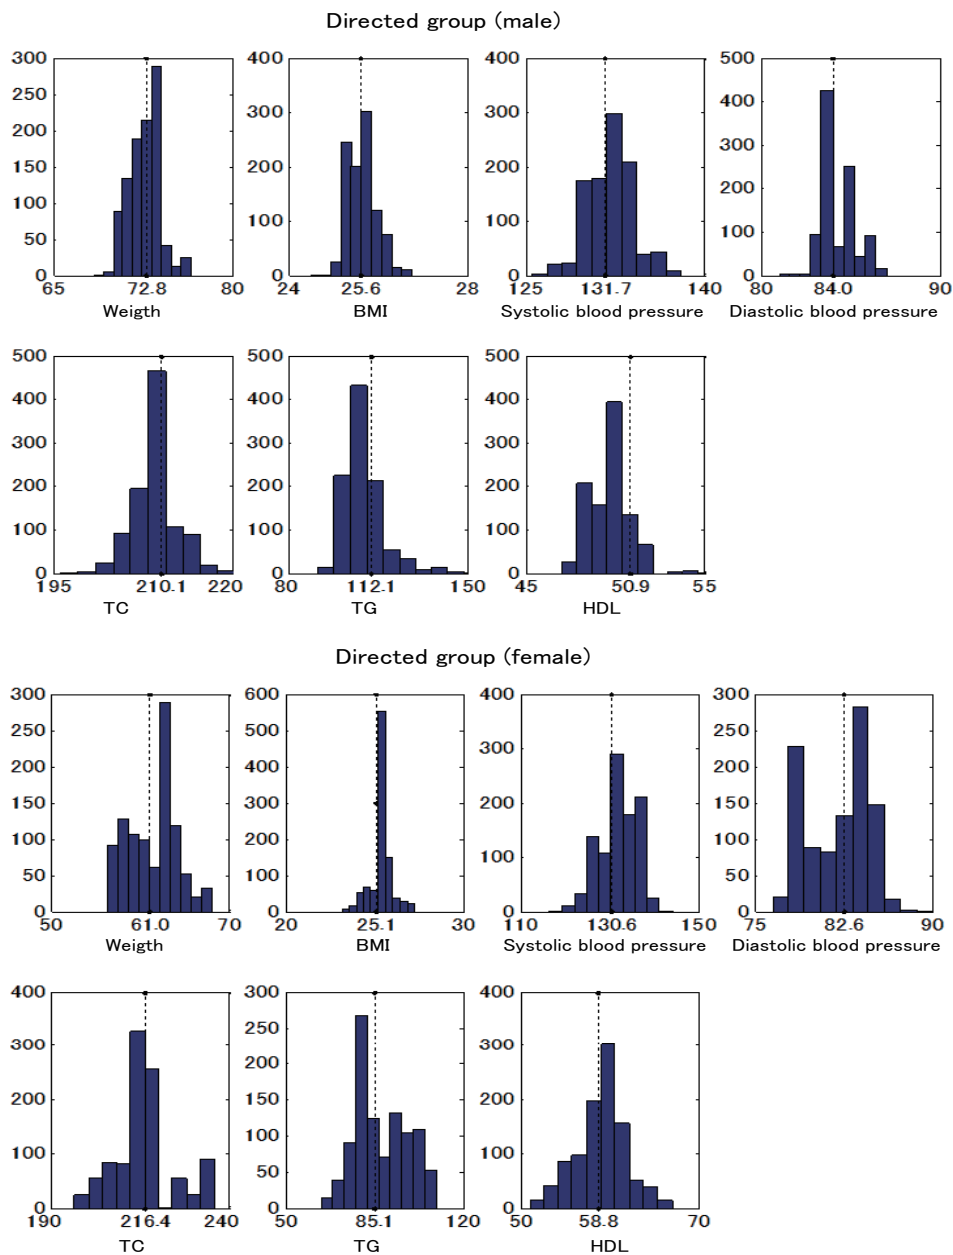 Directed group (male)
300 400 400 500
250
200
150
100
50
0
300
200
100
0
300
200
100
0
400
300
200
100
0
65 72.8 80 24 25.6 28 125 131.7 140 80 84.0 90
Weigth BMI Systolic blood pressure Diastolic blood pressure
500 500 500
400 400 400
300 300 300
200 200 200
100 100 100
0 0 0
195 210.1 220 80 112.1 150 45 50.9 55
TC TG HDL
Directed group (female)
300 600 400 300
250
200
150
100
50
0
500
400
300
200
100
0
300
200
100
0
250
200
150
100
50
0
50 61.0 70 20 25.1 30 110 130.6 150 75 82.6 90
Weigth BMI Systolic blood pressure Diastolic blood pressure
400 300 400
300
200
100
0
250
200
150
100
50
0
300
200
100
0
190 216.4 240 50 85.1 120 50 58.8 70
TC TG HDL